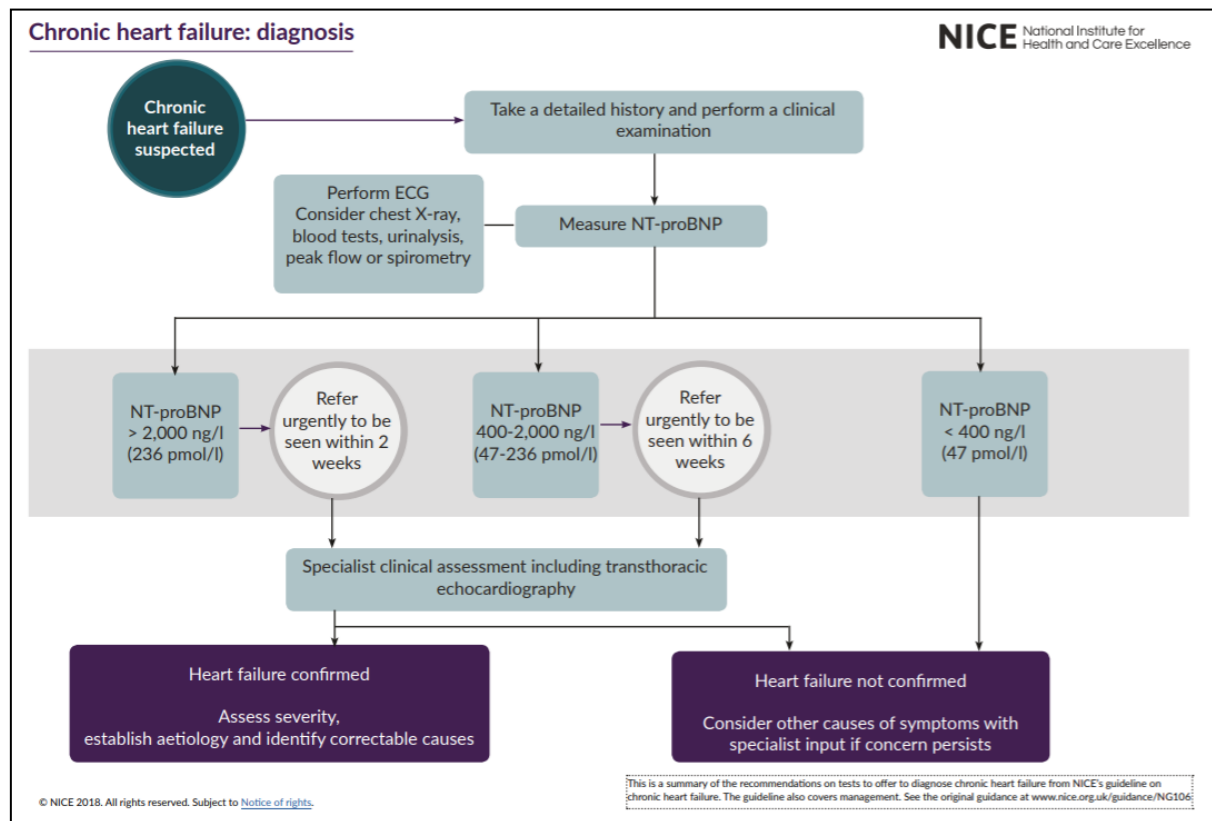 Chronic heart failure: diagnosis
NICE National Institute for
Health and Care Excellence
Chronic
heart failure
suspected
Take a detailed history and perform a clinical
examination
Perform ECG
Consider chest X-ray,
blood tests, urinalysis,
peak flow or spirometry
Measure NT-proBNP
NT-proBNP
> 2,000 ng/l
(236 pmol/l)
Refer
urgently to be
seen within 2
weeks
NT-proBNP
400-2,000 ng/l
(47-236 pmol/l)
Refer
urgently to be
seen within 6
weeks
NT-proBNP
< 400 ng/l
(47 pmol/l)
Specialist clinical assessment including transthoracic
echocardiography
Heart failure confirmed
Assess severity,
establish aetiology and identify correctable causes
Heart failure not confirmed
Consider other causes of symptoms with
specialist input if concern persists
© NICE 2018. All rights reserved. Subject to Notice of rights.
This is a summary of the recommendations on tests to offer to diagnose chronic heart failure from NICE's guideline on
chronic heart failure. The guideline also covers management. See the original guidance at www.nice.org.uk/guidance/NG106